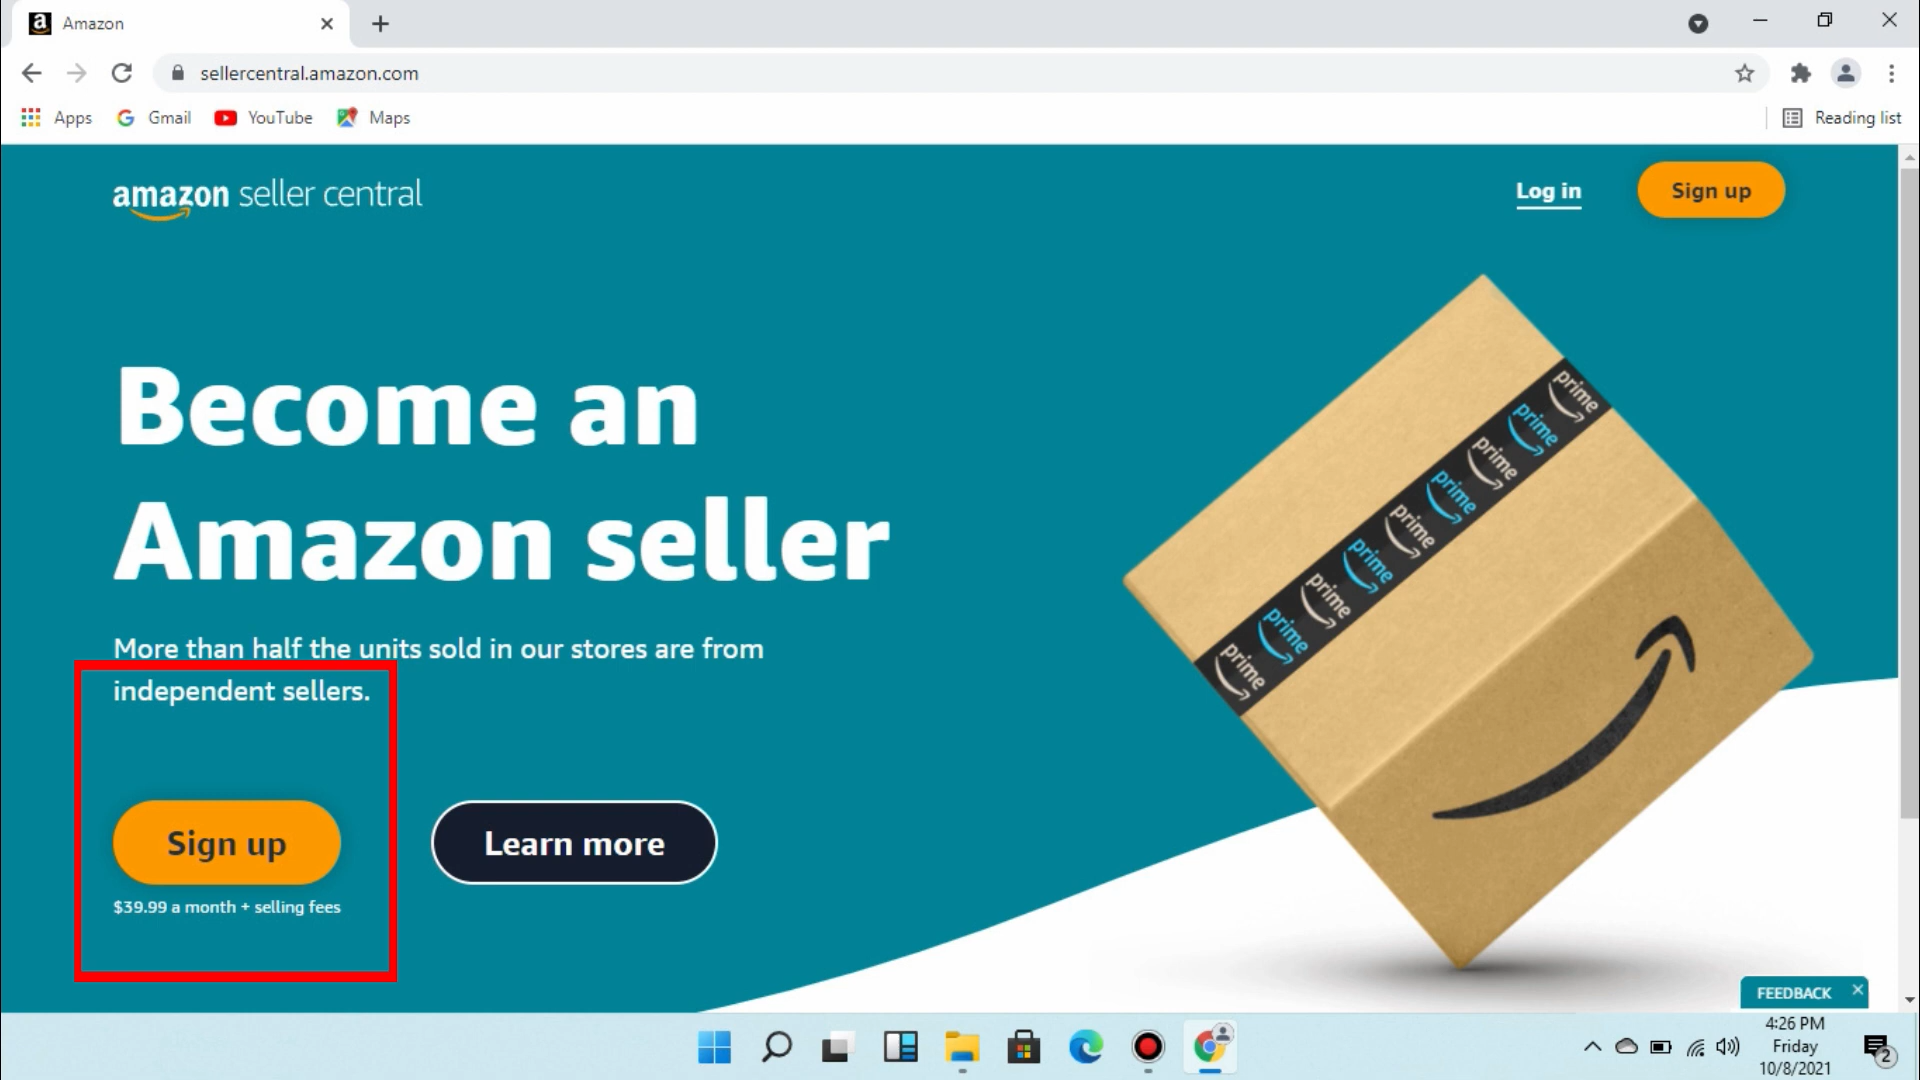 Amazon
sellercentral.amazon.com
Apps
Gmail
YouTube
Maps
Reading list
amazon seller central
Log in
Sign up
Become an
Amazon seller
More than half the units sold in our stores are from
independent sellers.
Sign up
Learn more
$39.99 a month + selling fees
prime
prime
prime
prime
prime
prime
prime
prime
prime
FEEDBACK
4:26 PM
Friday
10/8/2021
2